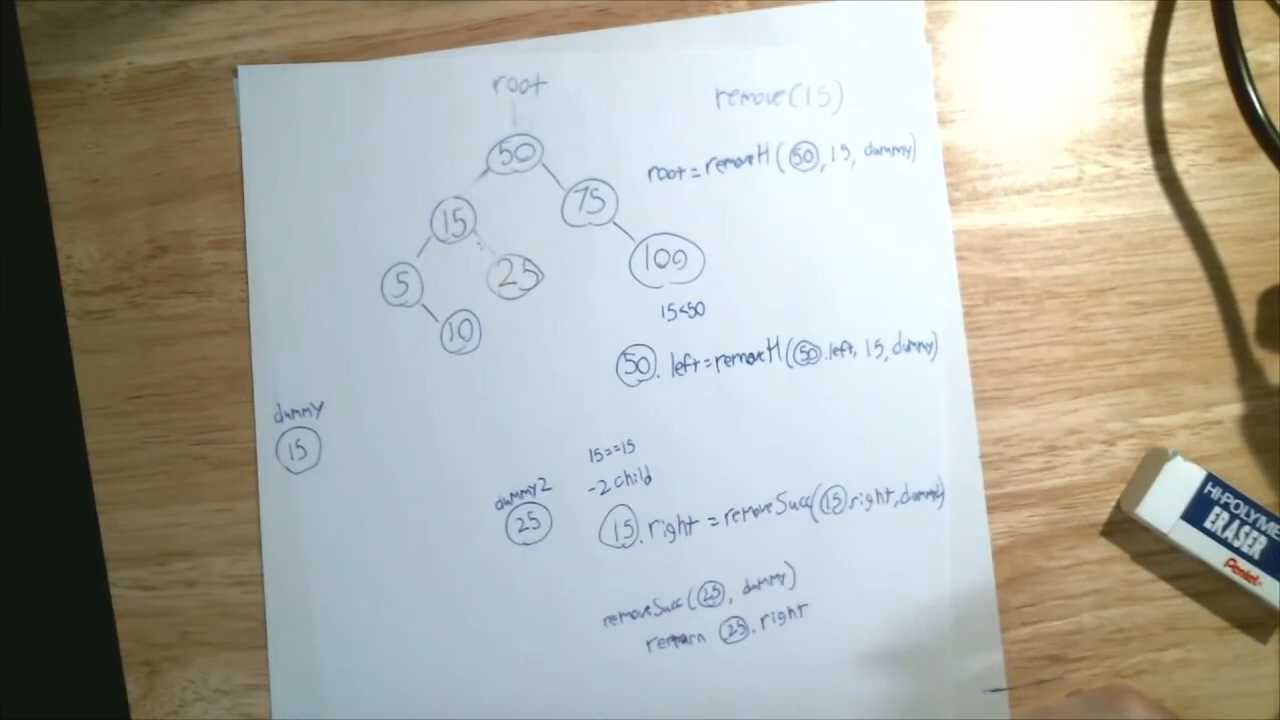 root
remove(15)
50
root = removeH(50, 15, dummy)
15
75
5
25
100
10
15<50
50.left = removeH(50.left, 15, dummy)
dummy
15
15==15
-2 child
dummy2
25
15.right = removeSucc(15.right, dummy2)
removeSucc(25, dummy)
return 25.right
HI-POLYME
ERASER
Pentel